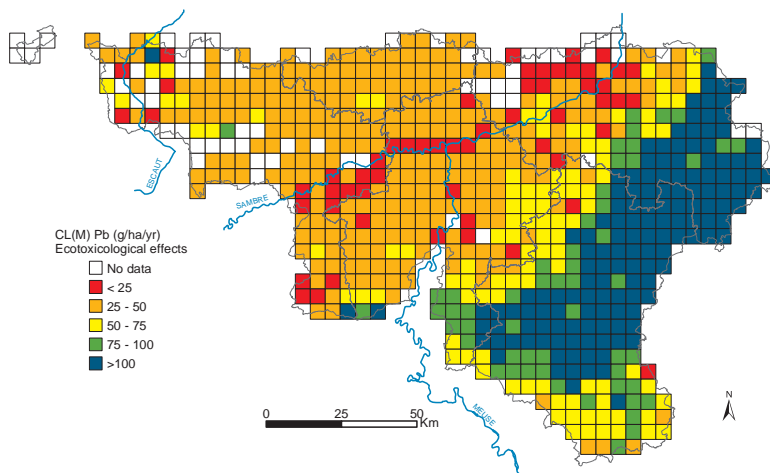 ESCAUT
SAMBRE
CL(M) Pb (g/ha/yr)
Ecotoxicological effects
No data
< 25
25 - 50
50 - 75
75 - 100
>100
MEUSE
N
0 25 50
Km